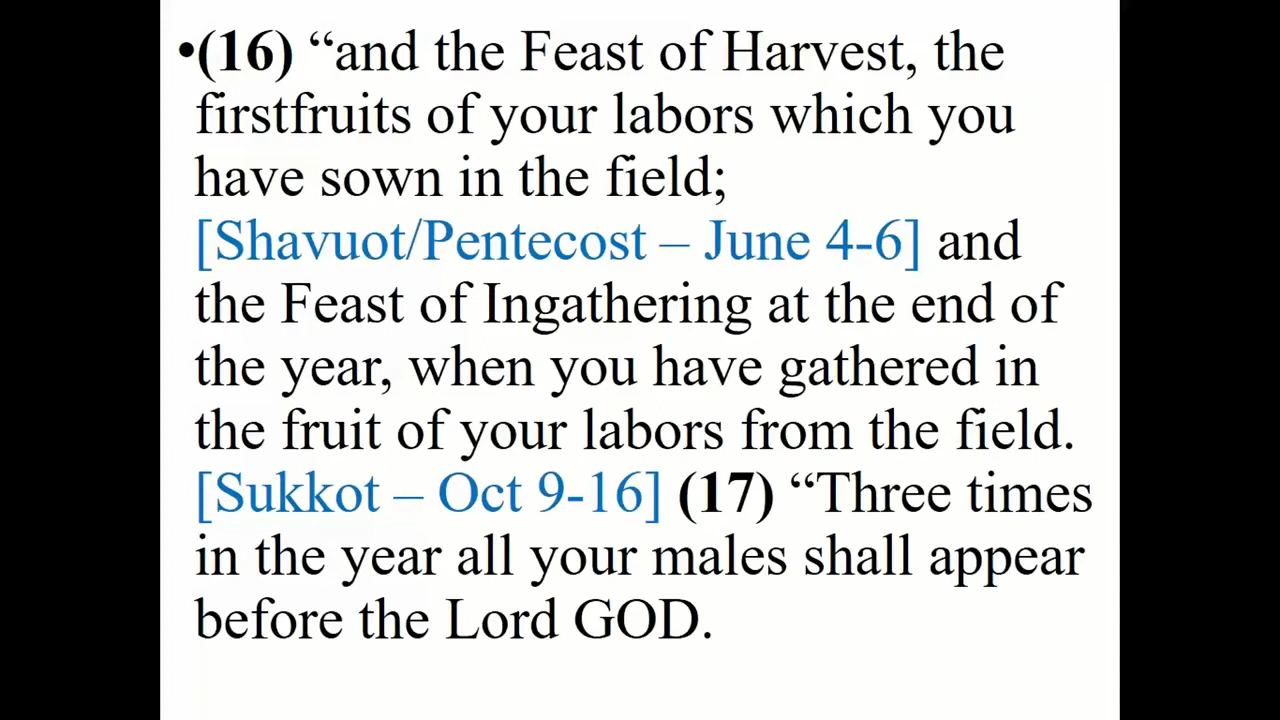 •(16) “and the Feast of Harvest, the
firstfruits of your labors which you
have sown in the field;
[Shavuot/Pentecost – June 4-6] and
the Feast of Ingathering at the end of
the year, when you have gathered in
the fruit of your labors from the field.
[Sukkot – Oct 9-16] (17) “Three times
in the year all your males shall appear
before the Lord GOD.